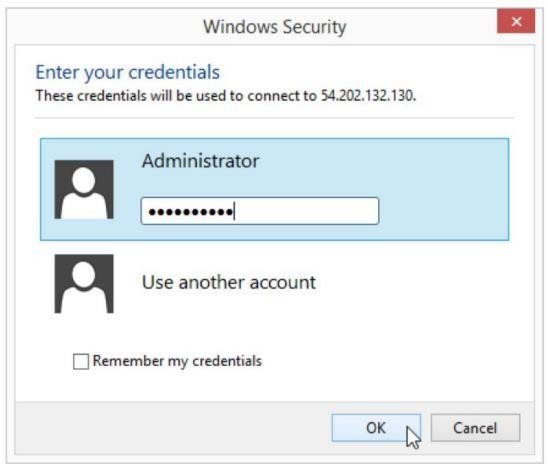 Windows Security
Enter your credentials
These credentials will be used to connect to 54.202.132.130.
Administrator
••••••••••
Use another account
Remember my credentials
OK
Cancel